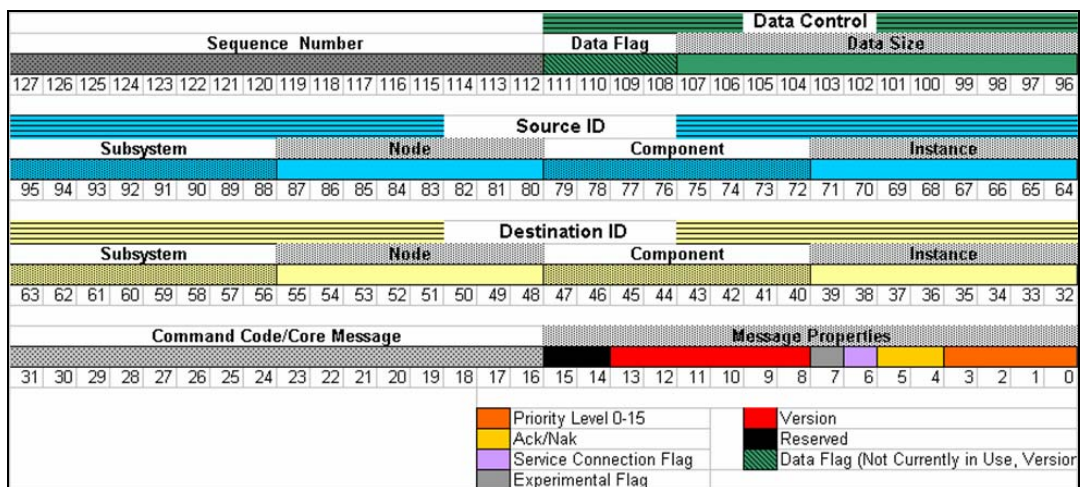 Data Control
Sequence Number Data Flag Data Size
127 126 125 124 123 122 121 120 119 118 117 116 115 114 113 112 111 110 109 108 107 106 105 104 103 102 101 100 99 98 97 96
Source ID
Subsystem Node Component Instance
95 94 93 92 91 90 89 88 87 86 85 84 83 82 81 80 79 78 77 76 75 74 73 72 71 70 69 68 67 66 65 64
Destination ID
Subsystem Node Component Instance
63 62 61 60 59 58 57 56 55 54 53 52 51 50 49 48 47 46 45 44 43 42 41 40 39 38 37 36 35 34 33 32
Command Code/Core Message Message Properties
31 30 29 28 27 26 25 24 23 22 21 20 19 18 17 16 15 14 13 12 11 10 9 8 7 6 5 4 3 2 1 0
Priority Level 0-15 Version
Ack/Nak Reserved
Service Connection Flag Data Flag (Not Currently in Use, Version
Experimental Flag